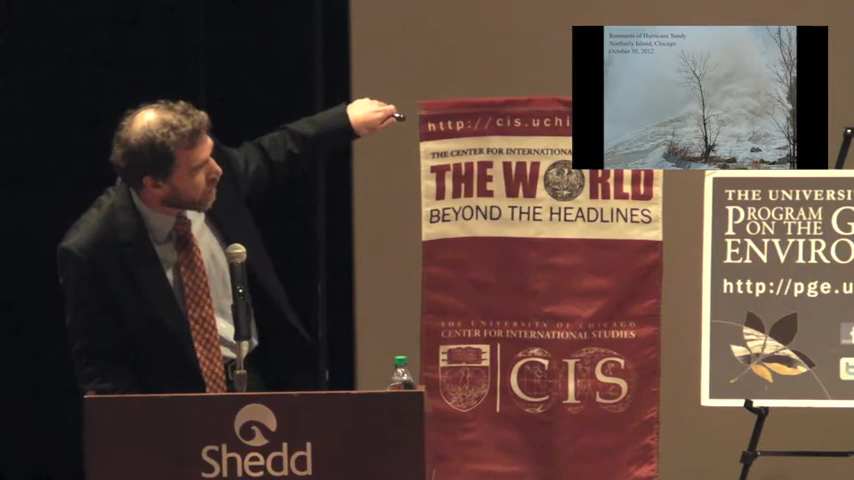 Remnants of Hurricane Sandy
Northerly Island, Chicago
October 30, 2012
http://cis.uchi
THE CENTER FOR INTERNATIONA
THE WORLD
BEYOND THE HEADLINES
THE UNIVERSITY OF CHICAGO
CENTER FOR INTERNATIONAL STUDIES
CIS
THE UNIVERSI
PROGRAM
ON THE G
ENVIRO
http://pge.u
Shedd